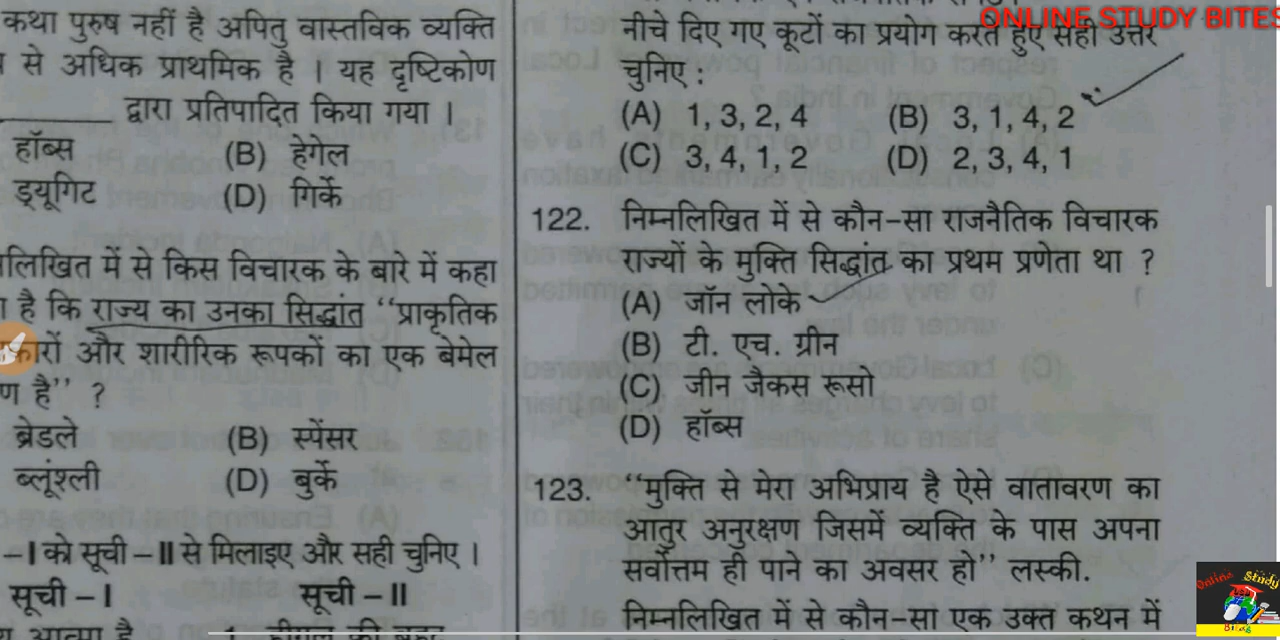 कथा पुरुष नहीं है अपितु वास्तविक व्यक्ति
से अधिक प्राथमिक है । यह दृष्टिकोण
द्वारा प्रतिपादित किया गया ।
हॉब्स (B) हेगेल
ड्यूगिट (D) गिर्के
लिखित में से किस विचारक के बारे में कहा
है कि राज्य का उनका सिद्धांत ‘‘प्राकृतिक
और शारीरिक रूपकों का एक बेमेल
है’’ ?
ब्रेडले (B) स्पेंसर
ब्लूंश्ली (D) बुर्के
– I को सूची – II से मिलाइए और सही चुनिए ।
सूची – I सूची – II
ONLINE STUDY BITES
नीचे दिए गए कूटों का प्रयोग करते हुए सही उत्तर
चुनिए :
(A) 1, 3, 2, 4 (B) 3, 1, 4, 2
(C) 3, 4, 1, 2 (D) 2, 3, 4, 1
122. निम्नलिखित में से कौन-सा राजनैतिक विचारक
राज्यों के मुक्ति सिद्धांत का प्रथम प्रणेता था ?
(A) जॉन लोके
(B) टी. एच. ग्रीन
(C) जीन जैकस रूसो
(D) हॉब्स
123. ‘‘मुक्ति से मेरा अभिप्राय है ऐसे वातावरण का
आतुर अनुरक्षण जिसमें व्यक्ति के पास अपना
सर्वोत्तम ही पाने का अवसर हो’’ लस्की.
निम्नलिखित में से कौन-सा एक उक्त कथन में
Online Study
Bites